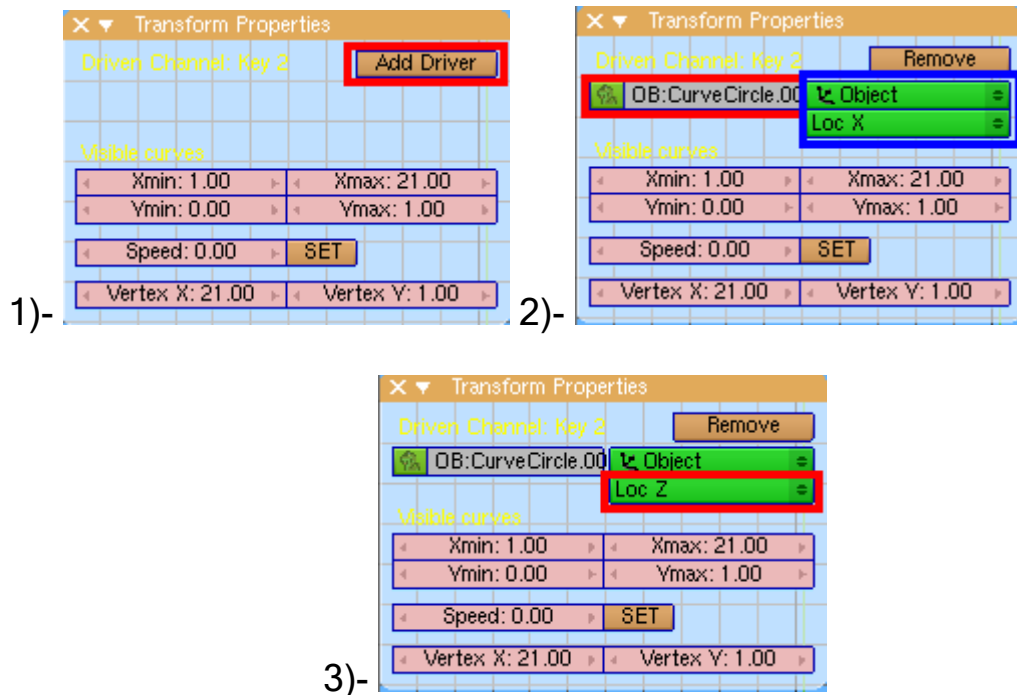 Transform Properties
Driven Channel: Key 2 Add Driver
Visible curves
Xmin: 1.00 Xmax: 21.00
Ymin: 0.00 Ymax: 1.00
Speed: 0.00 SET
Vertex X: 21.00 Vertex Y: 1.00
1)-
Transform Properties
Driven Channel: Key 2 Remove
OB:CurveCircle.00 Object
Loc X
Visible curves
Xmin: 1.00 Xmax: 21.00
Ymin: 0.00 Ymax: 1.00
Speed: 0.00 SET
Vertex X: 21.00 Vertex Y: 1.00
2)-
Transform Properties
Driven Channel: Key 2 Remove
OB:CurveCircle.00 Object
Loc Z
Visible curves
Xmin: 1.00 Xmax: 21.00
Ymin: 0.00 Ymax: 1.00
Speed: 0.00 SET
Vertex X: 21.00 Vertex Y: 1.00
3)-